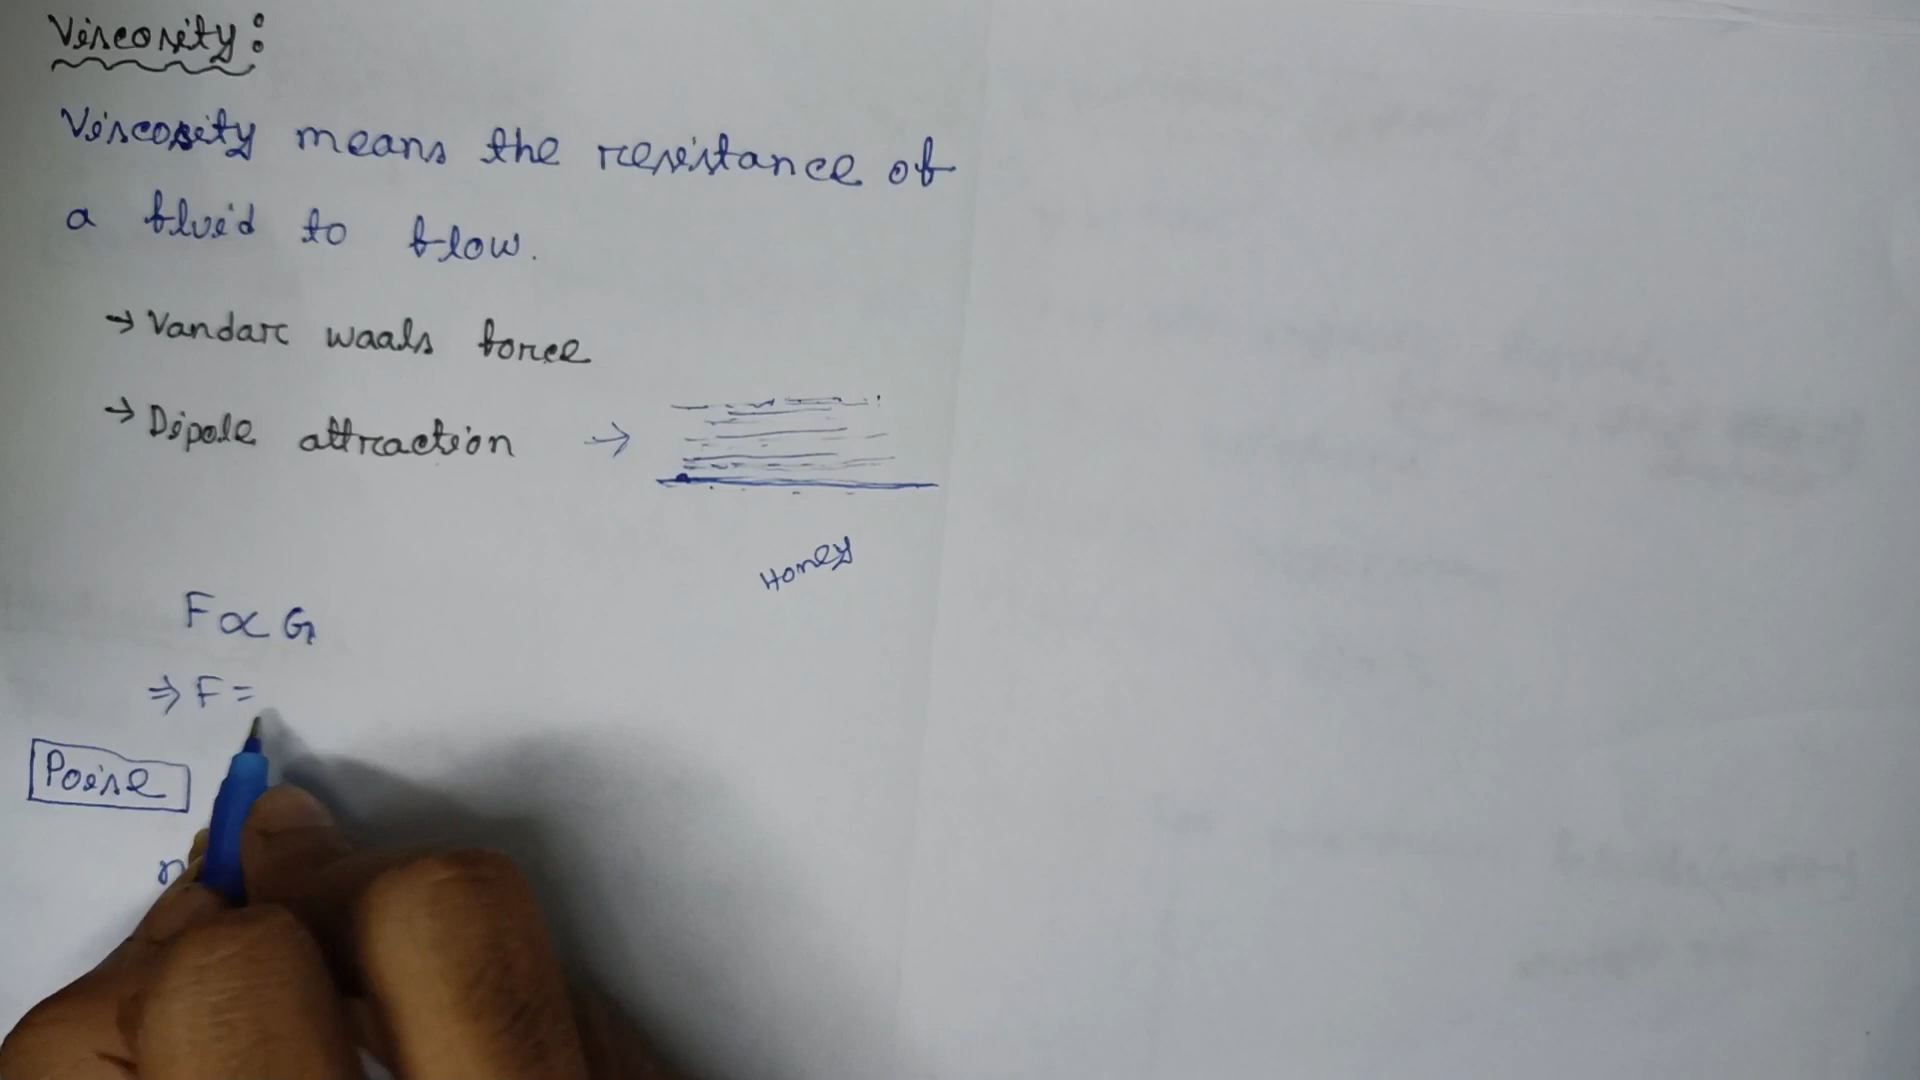 Viscosity:
Viscosity means the resistance of
a fluid to flow.
→ Vandar waals force
→ Dipole attraction →
Honey
F ∝ G
⇒ F =
Poise